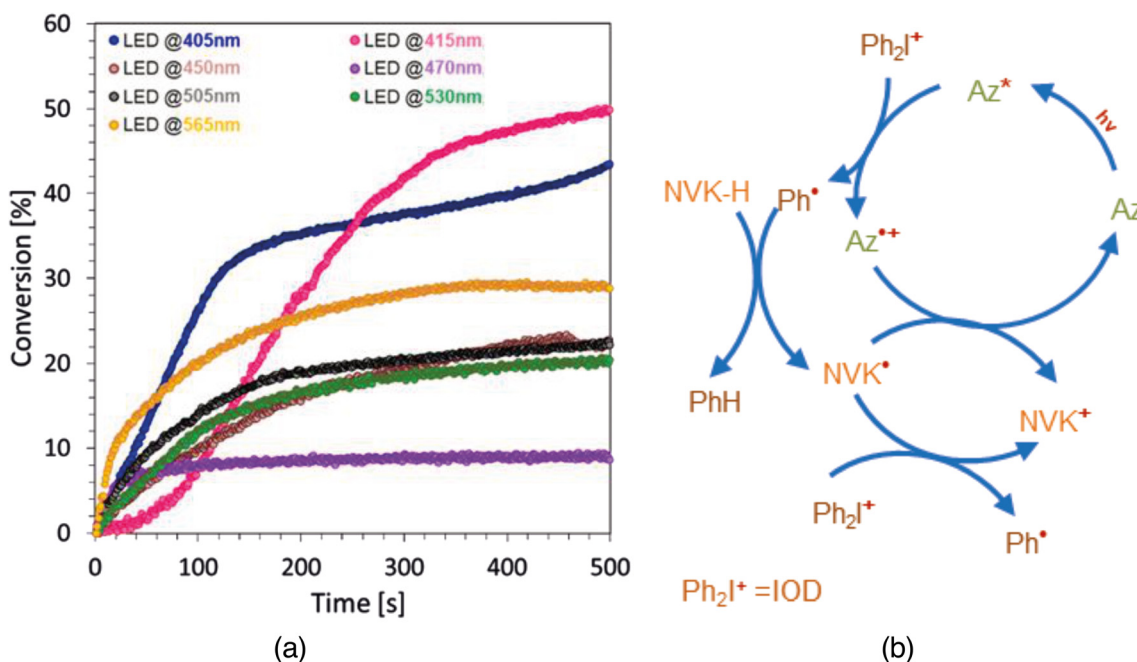 60
50
40
30
20
10
0
Conversion [%]
LED @405nm
LED @415nm
LED @450nm
LED @470nm
LED @505nm
LED @530nm
LED @565nm
0 100 200 300 400 500
Time [s]
(a)
Ph₂I⁺
Az*
hν
NVK-H
Ph•
Az
Az•⁺
NVK•
PhH
NVK⁺
Ph₂I⁺
Ph•
Ph₂I⁺ =IOD
(b)